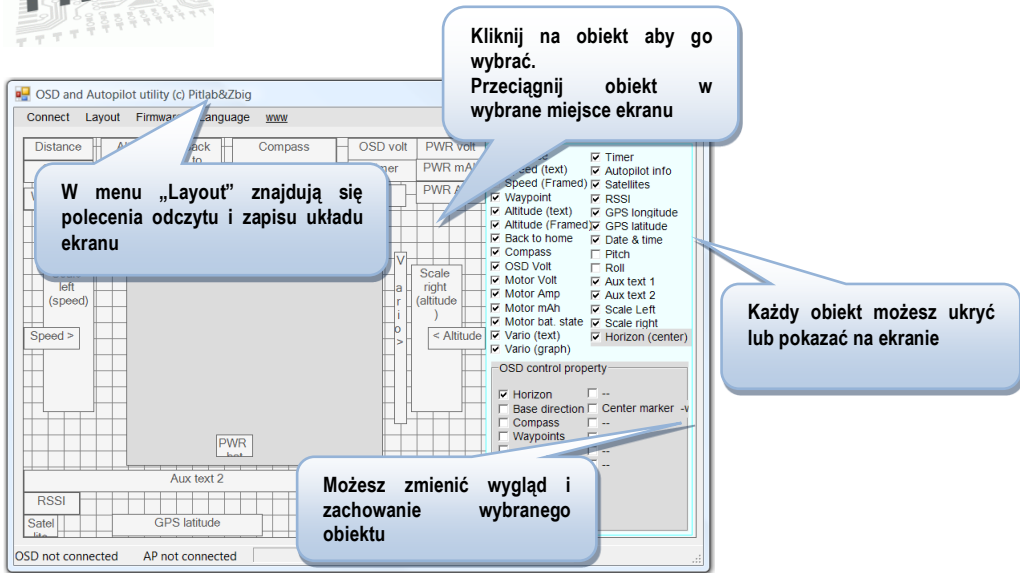 Kliknij na obiekt aby go
wybrać.
Przeciągnij obiekt w
wybrane miejsce ekranu
OSD and Autopilot utility (c) Pitlab&Zbig
Connect Layout Firmware Language www
Distance
Compass
OSD volt
PWR volt
PWR mAh
PWR A
W menu „Layout” znajdują się
polecenia odczytu i zapisu układu
ekranu
left
(speed)
Speed >
Vario >
Scale
right
(altitude
)
< Altitude
PWR
Aux text 2
RSSI
Satel
GPS latitude
Speed (text)
Speed (Framed)
Waypoint
Altitude (text)
Altitude (Framed)
Back to home
Compass
OSD Volt
Motor Volt
Motor Amp
Motor mAh
Motor bat. state
Vario (text)
Vario (graph)
Timer
Autopilot info
Satellites
RSSI
GPS longitude
GPS latitude
Date & time
Pitch
Roll
Aux text 1
Aux text 2
Scale Left
Scale right
Horizon (center)
OSD control property
Horizon --
Base direction Center marker
Compass --
Waypoints
--
--
Każdy obiekt możesz ukryć
lub pokazać na ekranie
Możesz zmienić wygląd i
zachowanie wybranego
obiektu
OSD not connected AP not connected